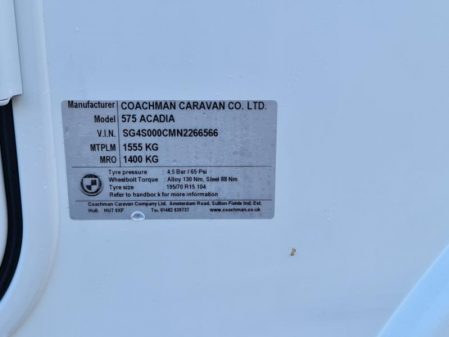 Manufacturer COACHMAN CARAVAN CO. LTD.
Model 575 ACADIA
V.I.N. SG4S000CMN2266566
MTPLM 1555 KG
MRO 1400 KG
Tyre pressure : 4.5 Bar / 65 Psi
Wheelbolt Torque : Alloy 130 Nm, Steel 88 Nm
Tyre size : 195/70 R15 104
Refer to handbook for more information
Coachman Caravan Company Ltd. Amsterdam Road, Sutton Fields Ind. Est.
Hull. HU7 0XF Tel. 01482 839737 www.coachman.co.uk